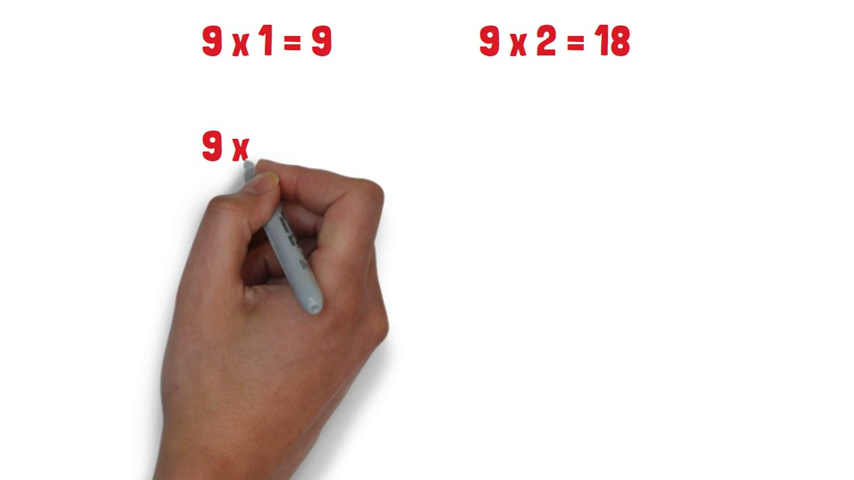 9 x 1 = 9
9 x 2 = 18
9 x